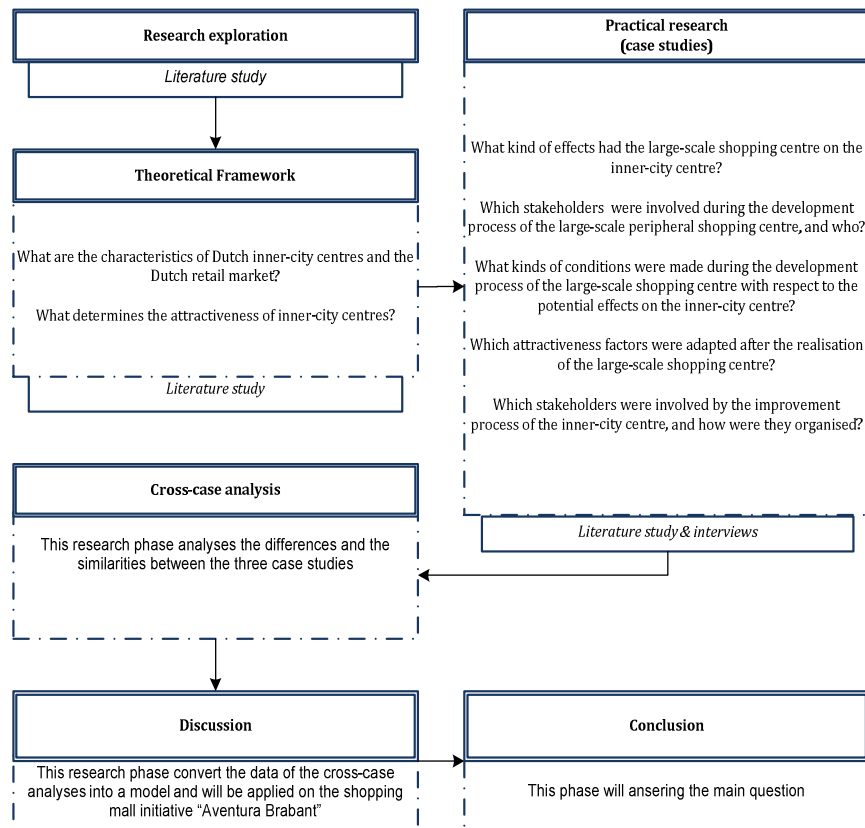 Research exploration
Literature study
Theoretical Framework
What are the characteristics of Dutch inner-city centres and the
Dutch retail market?
What determines the attractiveness of inner-city centres?
Literature study
Practical research
(case studies)
What kind of effects had the large-scale shopping centre on the
inner-city centre?
Which stakeholders were involved during the development
process of the large-scale peripheral shopping centre, and who?
What kinds of conditions were made during the development
process of the large-scale shopping centre with respect to the
potential effects on the inner-city centre?
Which attractiveness factors were adapted after the realisation
of the large-scale shopping centre?
Which stakeholders were involved by the improvement
process of the inner-city centre, and how were they organised?
Literature study & interviews
Cross-case analysis
This research phase analyses the differences and the
similarities between the three case studies
Discussion
This research phase convert the data of the cross-case
analyses into a model and will be applied on the shopping
mall initiative “Aventura Brabant”
Conclusion
This phase will ansering the main question